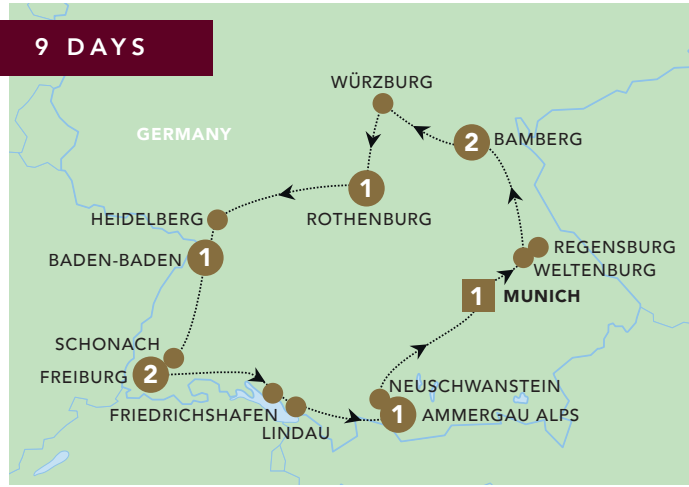 9 DAYS
WÜRZBURG
GERMANY
2
BAMBERG
1
ROTHENBURG
HEIDELBERG
BADEN-BADEN
1
REGENSBURG
WELTENBURG
1
MUNICH
SCHONACH
FREIBURG
2
NEUSCHWANSTEIN
FRIEDRICHSHAFEN
1
AMMERGAU ALPS
LINDAU